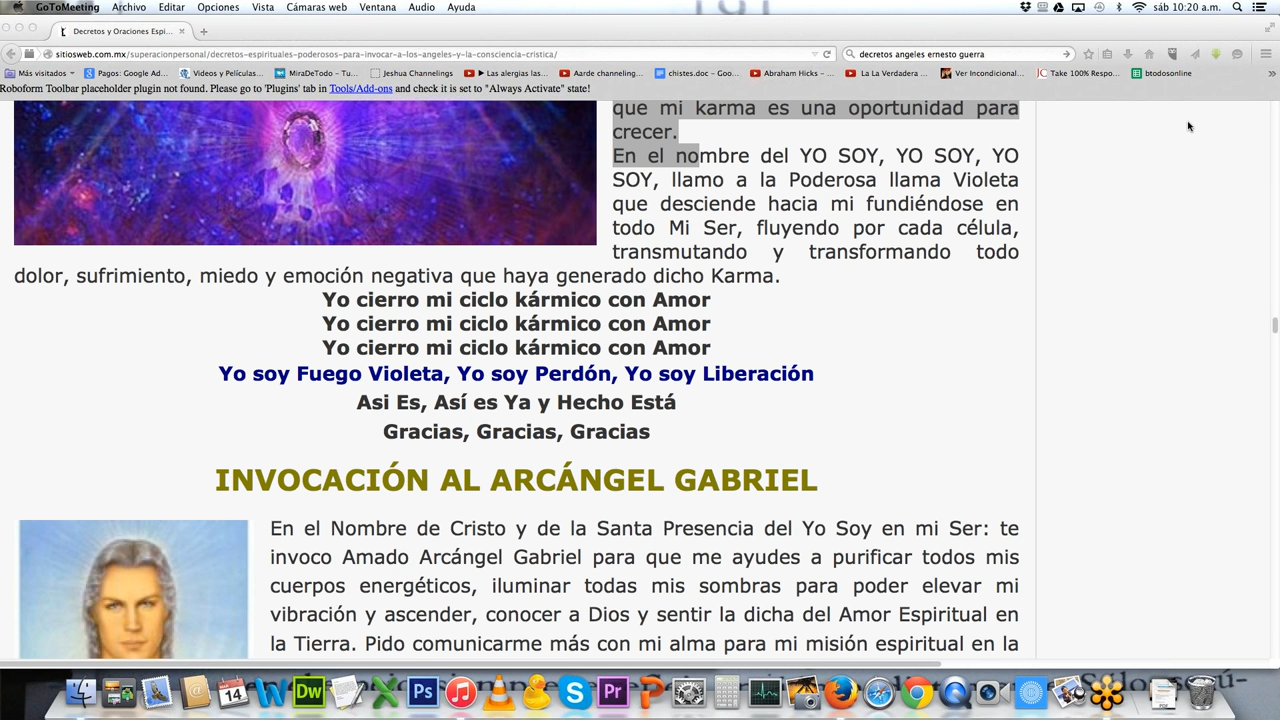 GoToMeeting Archivo Editar Opciones Vista Cámaras web Ventana Audio Ayuda sáb 10:20 a.m.
Decretos y Oraciones Espi...
sitiosweb.com.mx/superacionpersonal/decretos-espirituales-poderosos-para-invocar-a-los-angeles-y-la-consciencia-cristica/ decretos angeles ernesto guerra
Más visitados Pagos: Google Ad... Videos y Películas... MiraDeTodo - Tu... Jeshua Channelings ▶ Las alergias las... Aarde channeling... chistes.doc - Goo... Abraham Hicks - ... La La Verdadera ... Ver Incondicional... Take 100% Respo... btodosonline
Roboform Toolbar placeholder plugin not found. Please go to 'Plugins' tab in Tools/Add-ons and check it is set to "Always Activate" state!
que mi karma es una oportunidad para
crecer.
En el nombre del YO SOY, YO SOY, YO
SOY, llamo a la Poderosa llama Violeta
que desciende hacia mi fundiéndose en
todo Mi Ser, fluyendo por cada célula,
transmutando y transformando todo
dolor, sufrimiento, miedo y emoción negativa que haya generado dicho Karma.
Yo cierro mi ciclo kármico con Amor
Yo cierro mi ciclo kármico con Amor
Yo cierro mi ciclo kármico con Amor
Yo soy Fuego Violeta, Yo soy Perdón, Yo soy Liberación
Asi Es, Así es Ya y Hecho Está
Gracias, Gracias, Gracias
INVOCACIÓN AL ARCÁNGEL GABRIEL
En el Nombre de Cristo y de la Santa Presencia del Yo Soy en mi Ser: te
invoco Amado Arcángel Gabriel para que me ayudes a purificar todos mis
cuerpos energéticos, iluminar todas mis sombras para poder elevar mi
vibración y ascender, conocer a Dios y sentir la dicha del Amor Espiritual en
la Tierra. Pido comunicarme más con mi alma para mi misión espiritual en la
14 Dw Ps Pr